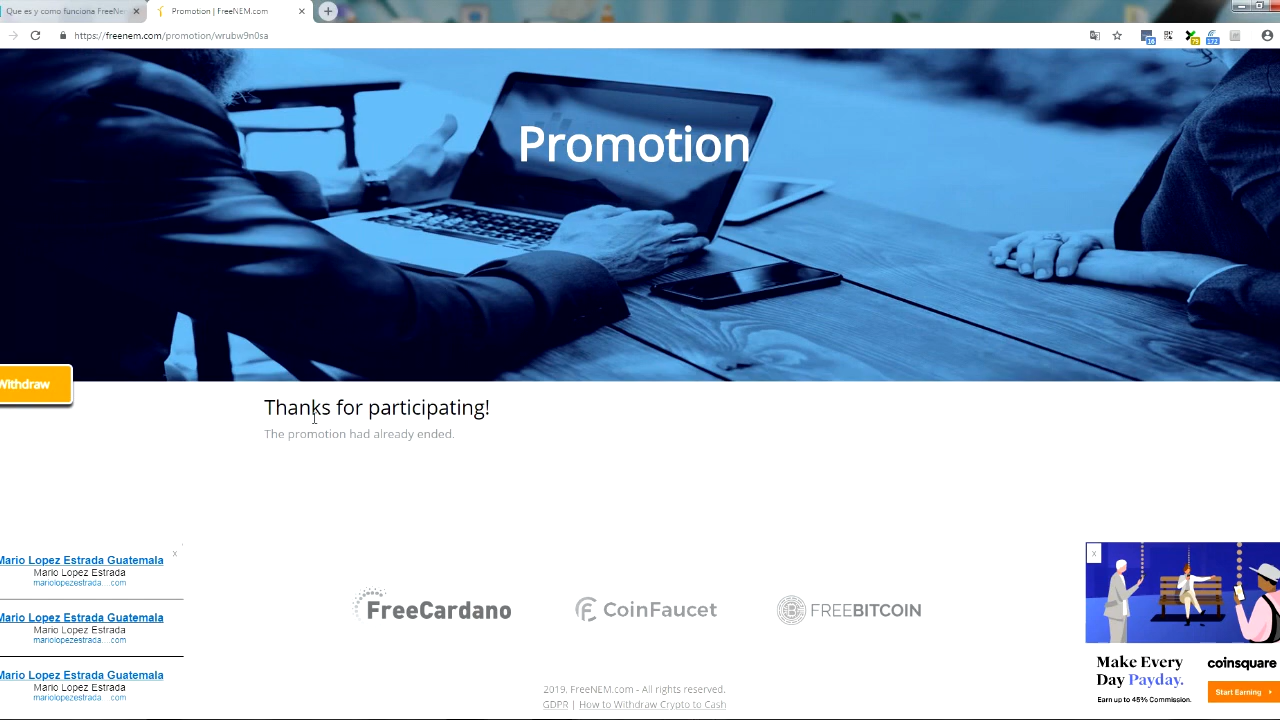 Que es y como funciona FreeNe
Promotion | FreeNEM.com
https://freenem.com/promotion/wrubw9n0sa
16
79
172
Promotion
Withdraw
Thanks for participating!
The promotion had already ended.
Mario Lopez Estrada Guatemala
Mario Lopez Estrada
mariolopezestrada....com
Mario Lopez Estrada Guatemala
Mario Lopez Estrada
mariolopezestrada....com
Mario Lopez Estrada Guatemala
Mario Lopez Estrada
mariolopezestrada....com
FreeCardano
CoinFaucet
FREEBITCOIN
Make Every
Day Payday.
Earn up to 45% Commission.
coinsquare
Start Earning
2019. FreeNEM.com - All rights reserved.
GDPR | How to Withdraw Crypto to Cash